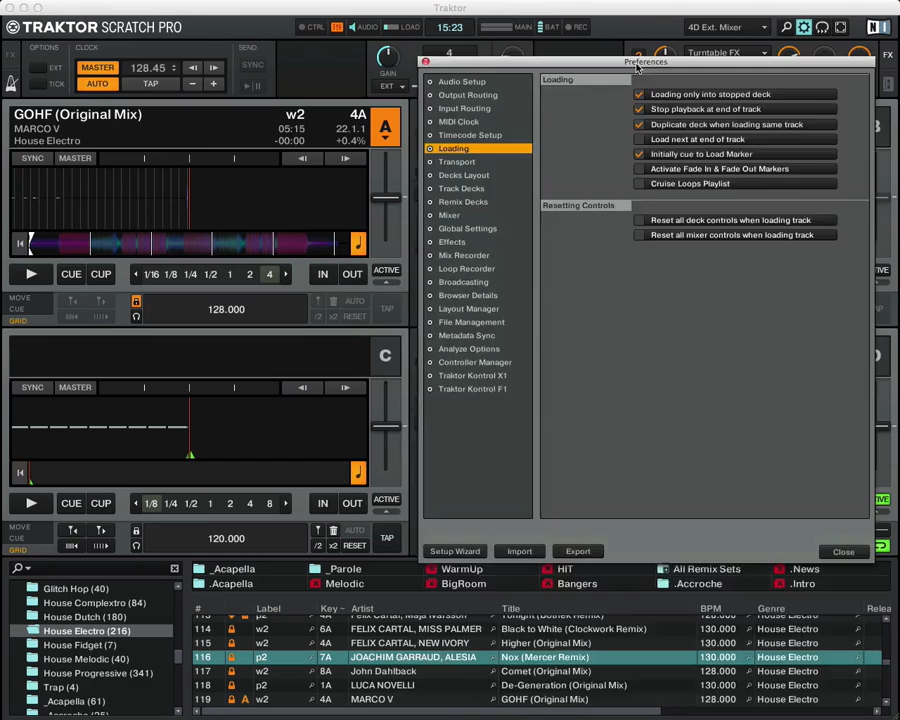 Traktor
TRAKTOR SCRATCH PRO
CTRL AUDIO LOAD 15:23 MAIN BAT REC 4D Ext. Mixer
FX OPTIONS CLOCK SEND
EXT MASTER 128.45 SYNC
TICK AUTO TAP
GAIN
EXT
4
2 Turntable FX
Preferences
GOHF (Original Mix) w2 4A
MARCO V 05:15 22.1.1
House Electro -00:00 +0.4%
A
SYNC MASTER
CUE CUP 1/16 1/8 1/4 1/2 1 2 4 IN OUT ACTIVE
MOVE
CUE
GRID
128.000
AUTO
/2 x2 RESET
TAP
C
SYNC MASTER
CUE CUP 1/8 1/4 1/2 1 2 4 8 IN OUT ACTIVE
MOVE
CUE
GRID
120.000
AUTO
/2 x2 RESET
TAP
Audio Setup
Output Routing
Input Routing
MIDI Clock
Timecode Setup
Loading
Transport
Decks Layout
Track Decks
Remix Decks
Mixer
Global Settings
Effects
Mix Recorder
Loop Recorder
Broadcasting
Browser Details
Layout Manager
File Management
Metadata Sync
Analyze Options
Controller Manager
Traktor Kontrol X1
Traktor Kontrol F1
Loading
Loading only into stopped deck
Stop playback at end of track
Duplicate deck when loading same track
Load next at end of track
Initially cue to Load Marker
Activate Fade In & Fade Out Markers
Cruise Loops Playlist
Resetting Controls
Reset all deck controls when loading track
Reset all mixer controls when loading track
Setup Wizard Import Export Close
_Acapella _Parole WarmUp HIT All Remix Sets .News
.Acapella Melodic BigRoom Bangers .Accroche .Intro
Glitch Hop (40)
House Complextro (94)
House Dutch (180)
House Electro (216)
House Fidget (7)
House Melodic (40)
House Progressive (341)
Trap (4)
_Acapella (61)
# Label Key~ Artist Title BPM Genre Relea
114 w2 6A FELIX CARTAL, MISS PALMER Black to White (Clockwork Remix) 130.000 House Electro
115 w2 4A FELIX CARTAL, NEW IVORY Higher (Original Mix) 130.000 House Electro
116 p2 7A JOACHIM GARRAUD, ALESIA Nox (Mercer Remix) 130.000 House Electro
117 w2 8A John Dahlback Comet (Original Mix) 130.000 House Electro
118 p2 1A LUCA NOVELLI De-Generation (Original Mix) 130.000 House Electro
119 A w2 4A MARCO V GOHF (Original Mix) 128.000 House Electro